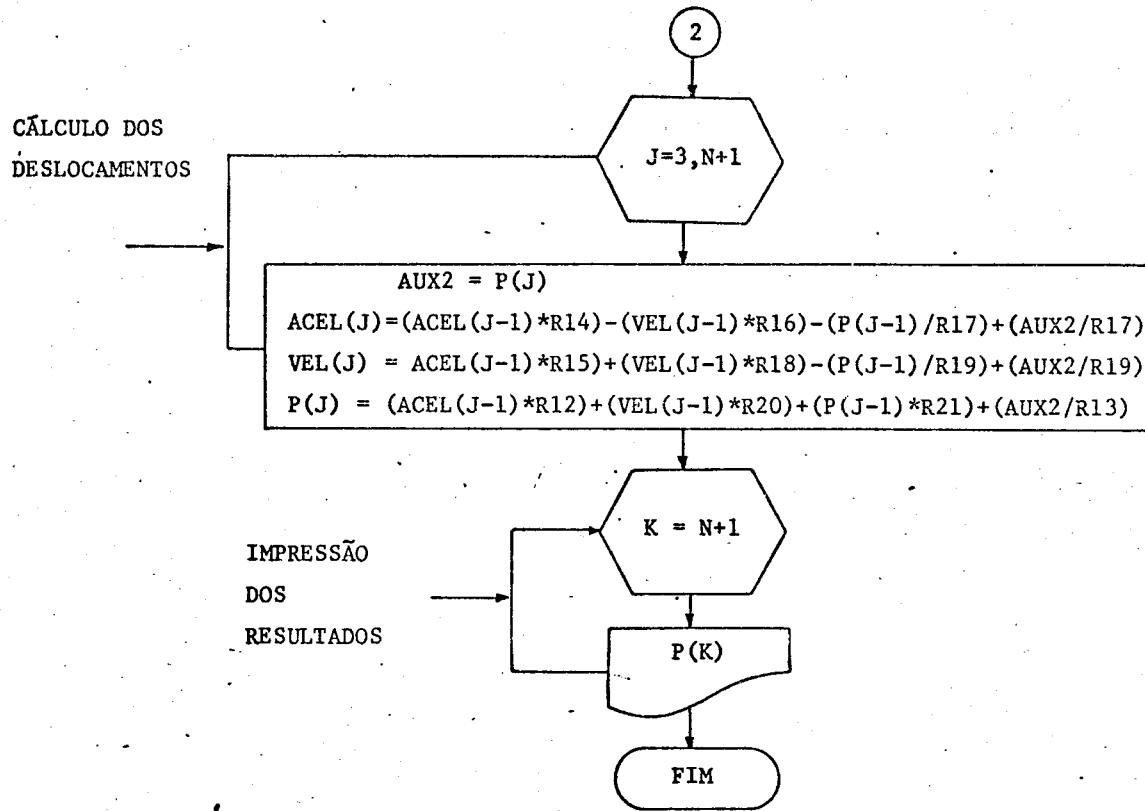 2
CÁLCULO DOS
DESLOCAMENTOS
J=3,N+1
AUX2 = P(J)
ACEL(J)=(ACEL(J-1)*R14)-(VEL(J-1)*R16)-(P(J-1)/R17)+(AUX2/R17)
VEL(J) = ACEL(J-1)*R15)+(VEL(J-1)*R18)-(P(J-1)/R19)+(AUX2/R19)
P(J) = (ACEL(J-1)*R12)+(VEL(J-1)*R20)+(P(J-1)*R21)+(AUX2/R13)
K = N+1
IMPRESSÃO
DOS
RESULTADOS
P(K)
FIM